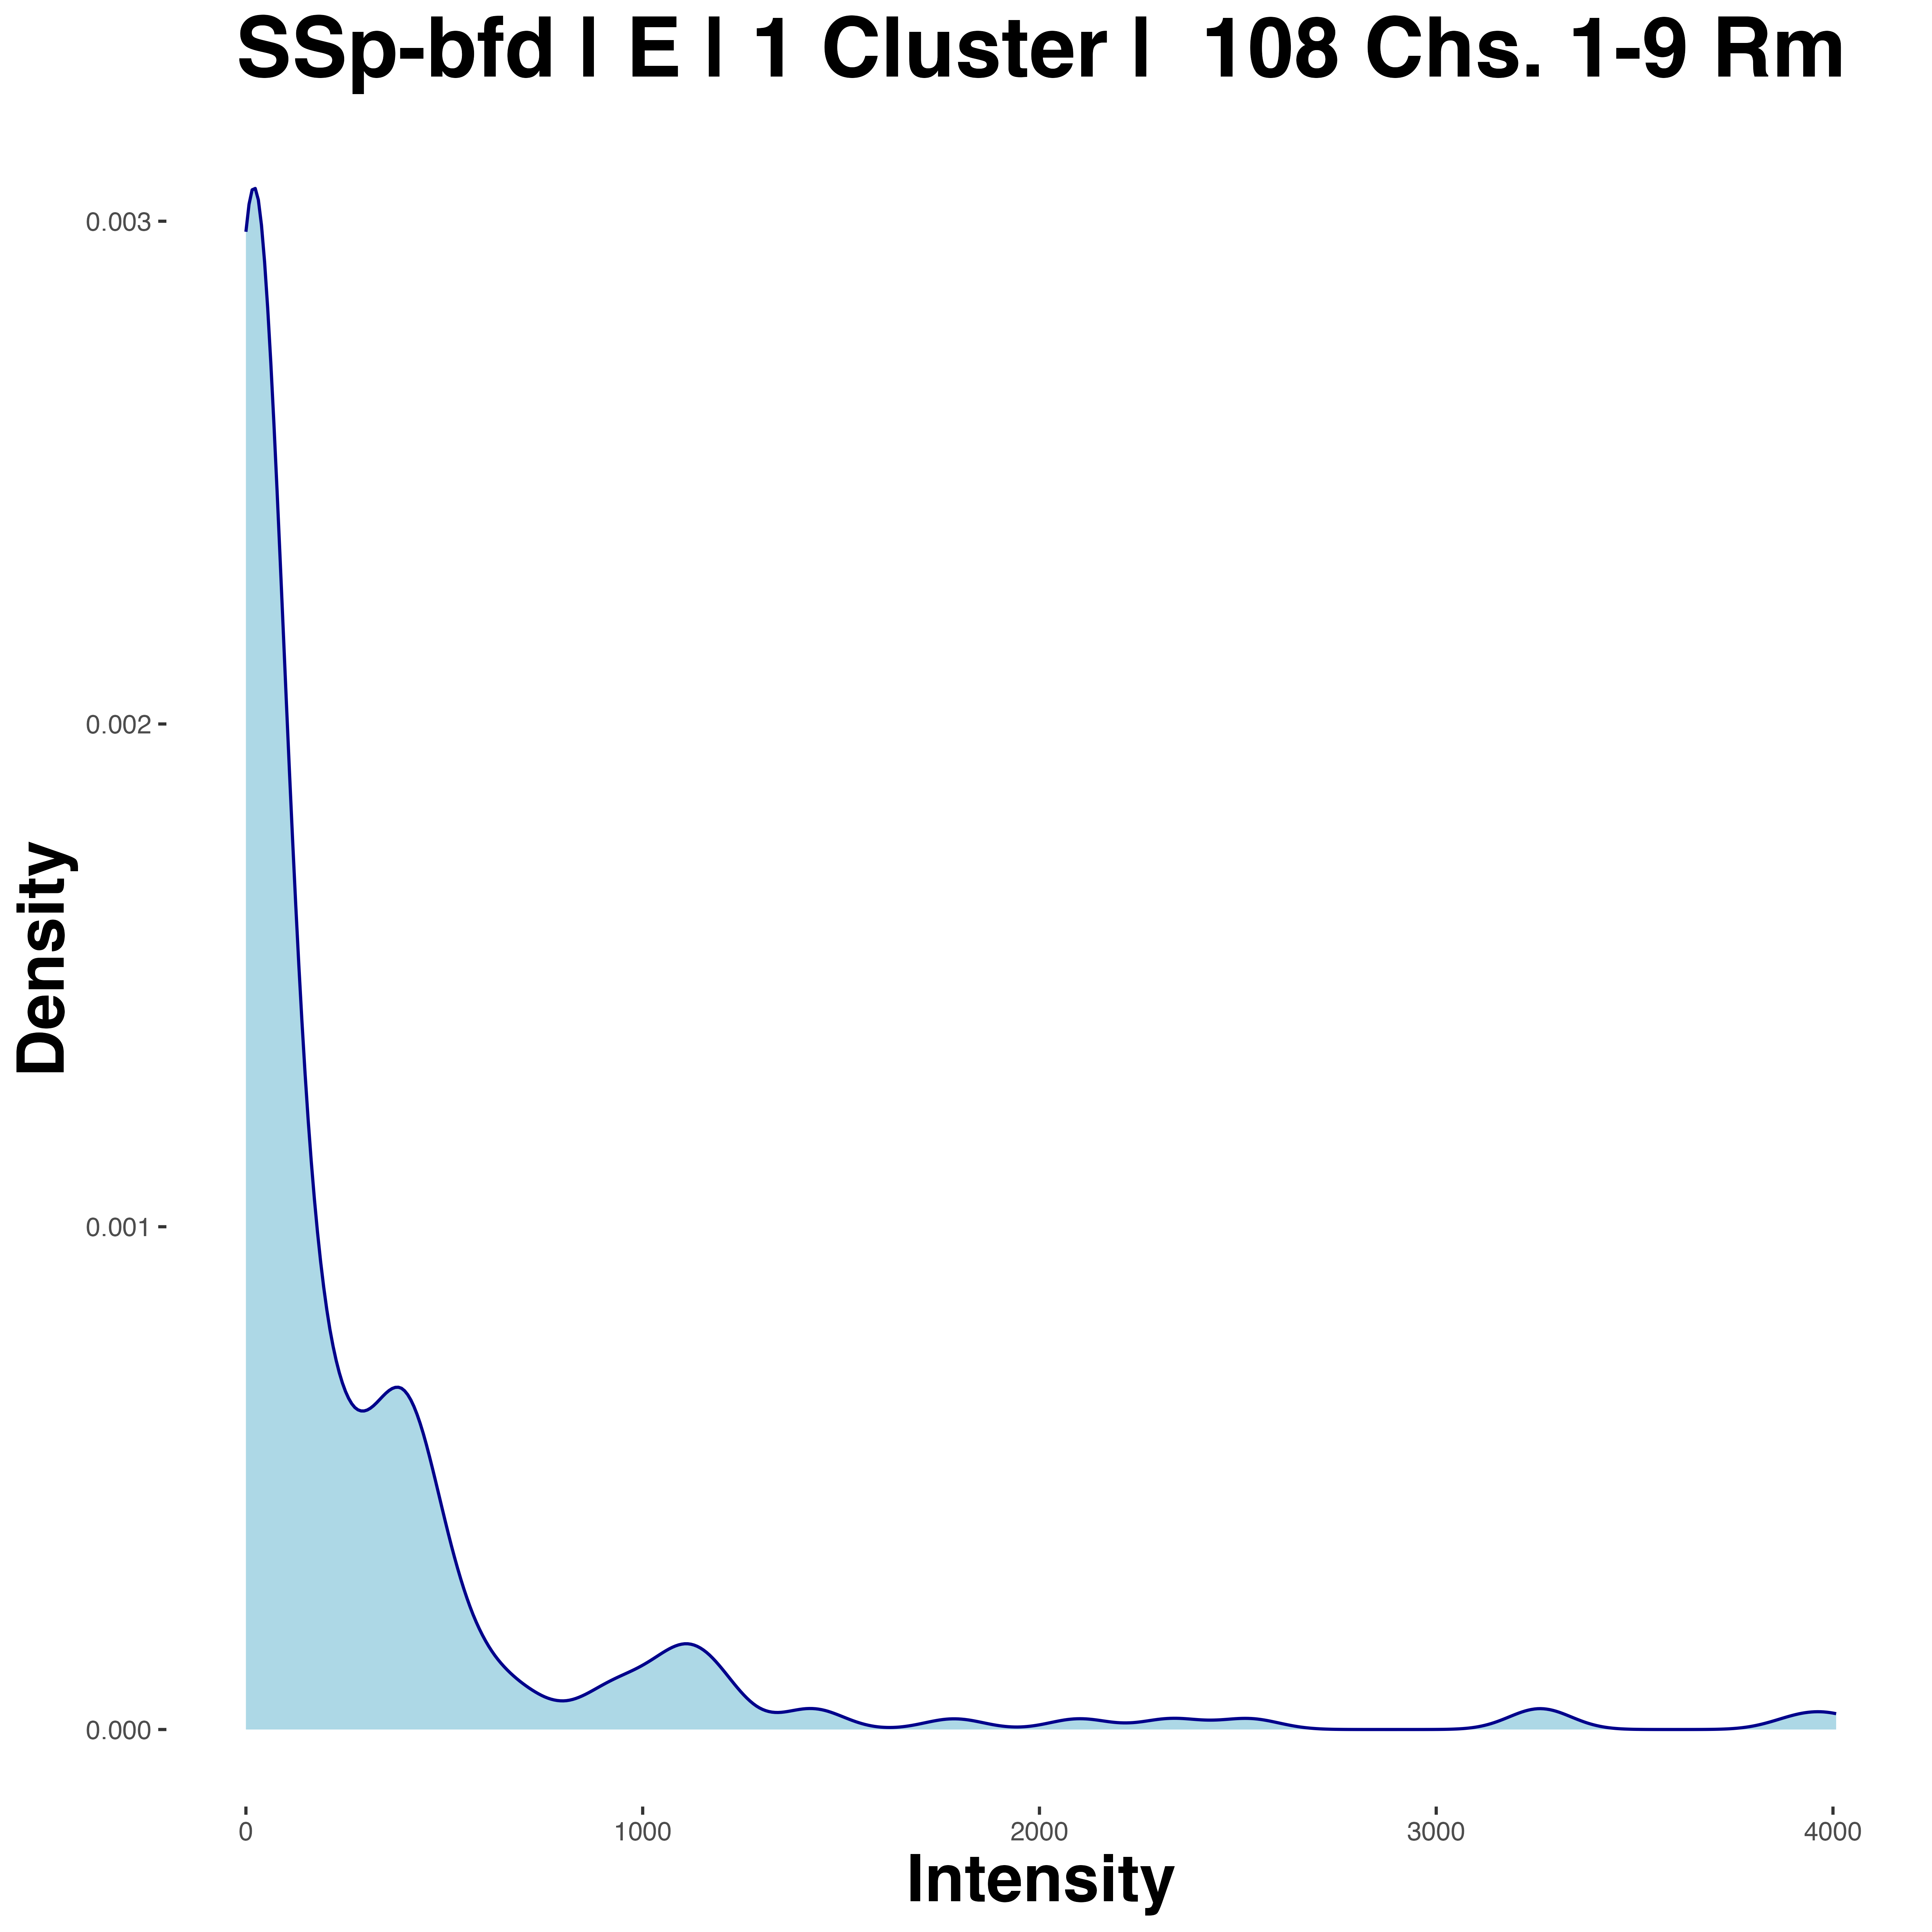 SSp-bfd | E | 1 Cluster |  108 Chs. 1-9 Rm
0.003
0.002
0.001
0.000
Density
0 1000 2000 3000 4000
Intensity